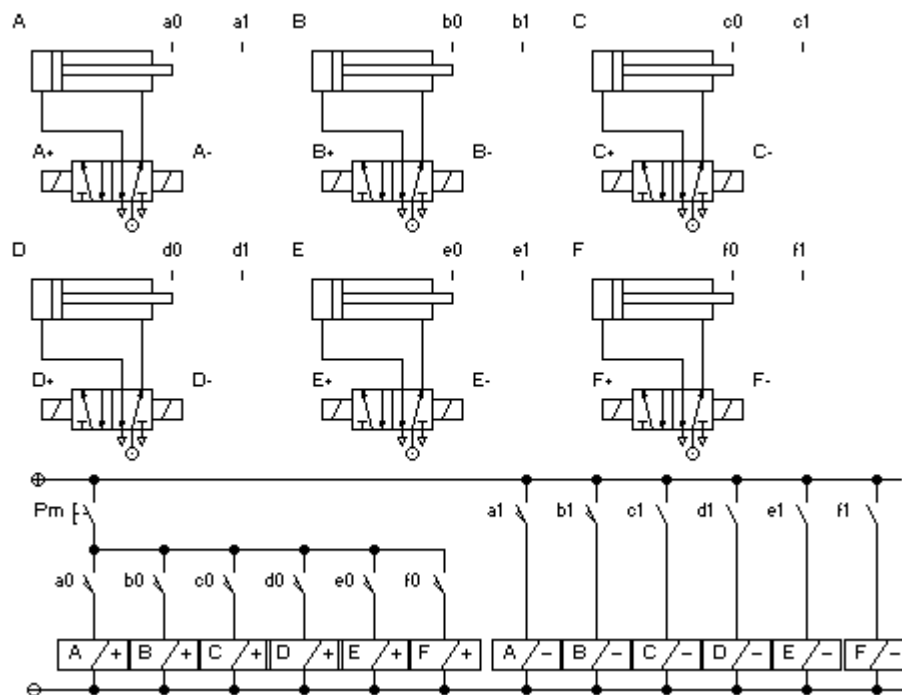 A a0 a1 B b0 b1 C c0 c1
A+ A- B+ B- C+ C-
D d0 d1 E e0 e1 F f0 f1
D+ D- E+ E- F+ F-
Pm a1 b1 c1 d1 e1 f1
a0 b0 c0 d0 e0 f0
A + B + C + D + E + F + A - B - C - D - E - F -